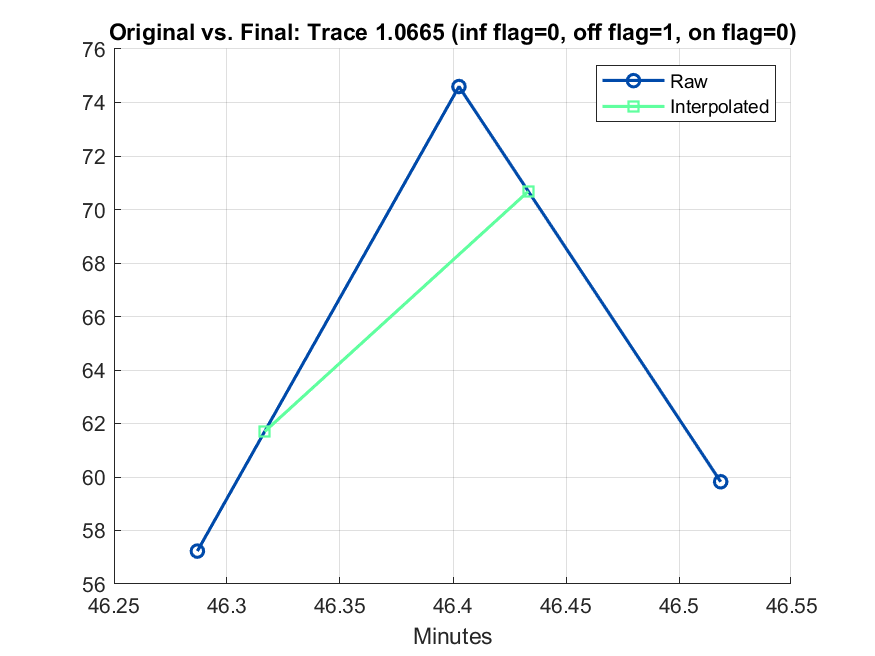 Original vs. Final: Trace 1.0665 (inf flag=0, off flag=1, on flag=0)
Raw
Interpolated
76
74
72
70
68
66
64
62
60
58
56
46.25 46.3 46.35 46.4 46.45 46.5 46.55
Minutes